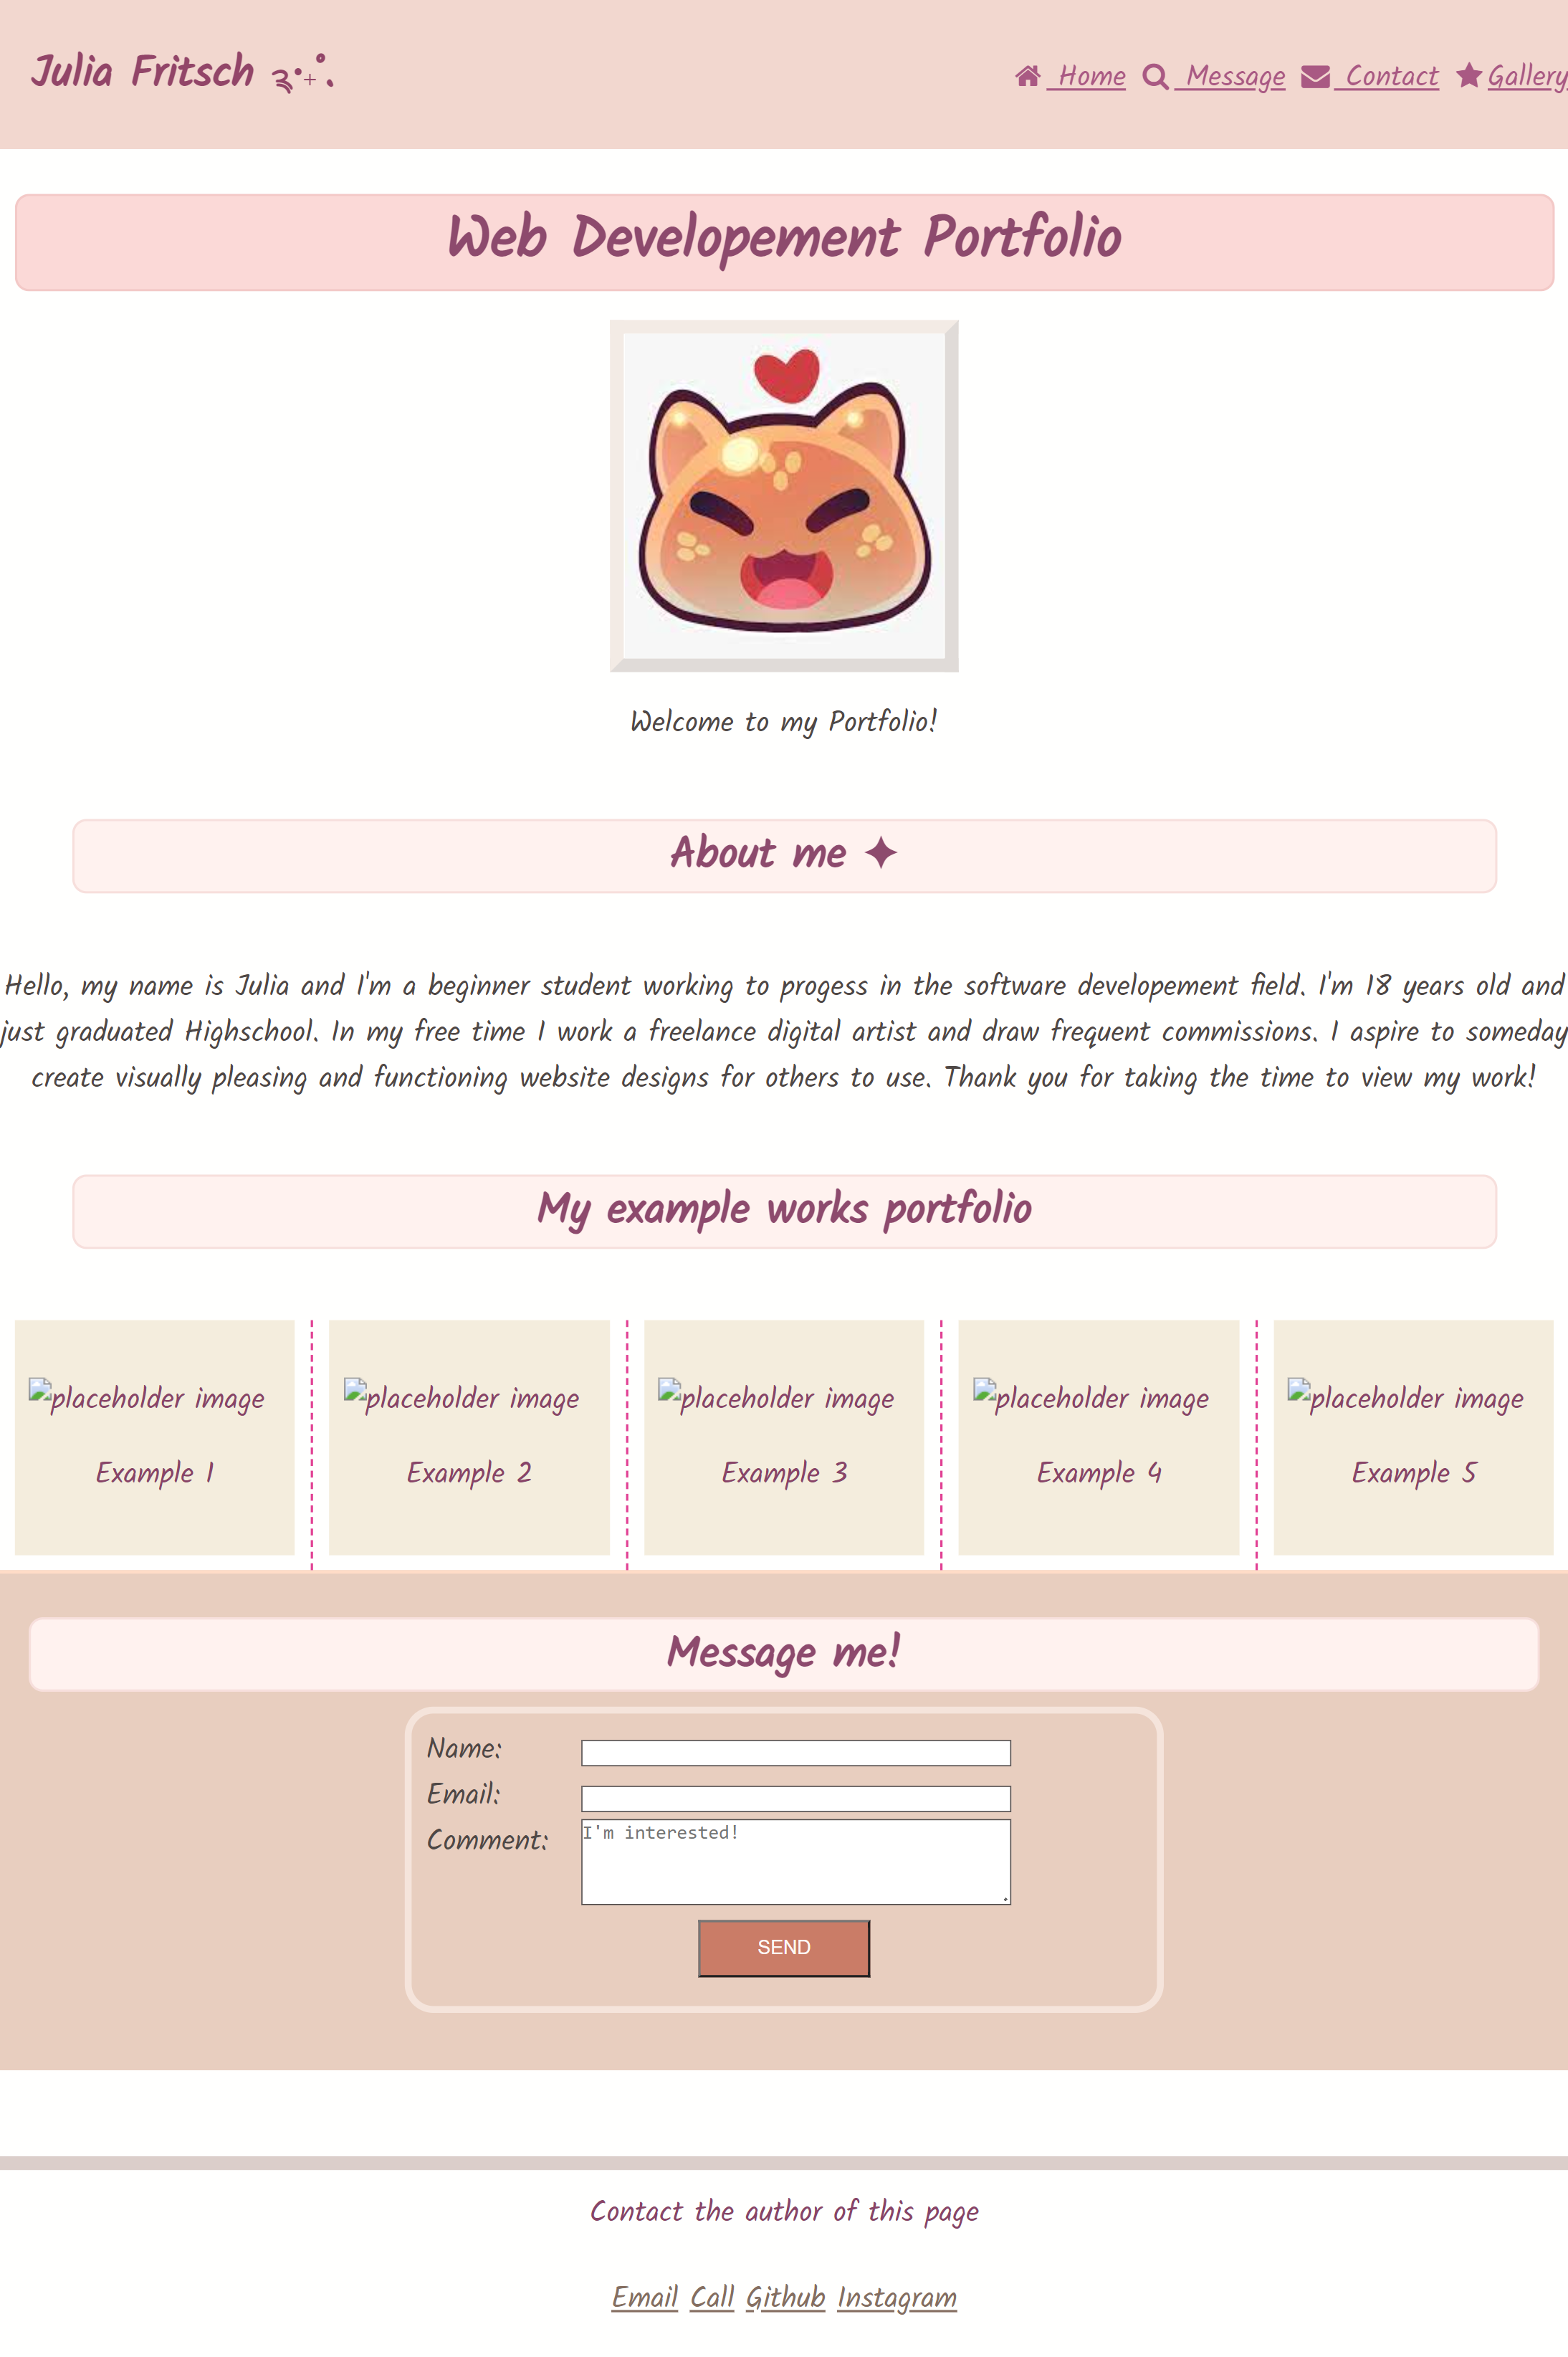 Julia Fritsch ༉‧₊˚.
Home Message Contact Gallery
Web Developement Portfolio
Welcome to my Portfolio!
About me ✦
Hello, my name is Julia and I'm a beginner student working to progess in the software developement field. I'm 18 years old and
just graduated Highschool. In my free time I work a freelance digital artist and draw frequent commissions. I aspire to someday
create visually pleasing and functioning website designs for others to use. Thank you for taking the time to view my work!
My example works portfolio
placeholder image placeholder image placeholder image placeholder image placeholder image
Example 1 Example 2 Example 3 Example 4 Example 5
Message me!
Name:
Email:
Comment: I'm interested!
SEND
Contact the author of this page
Email Call Github Instagram